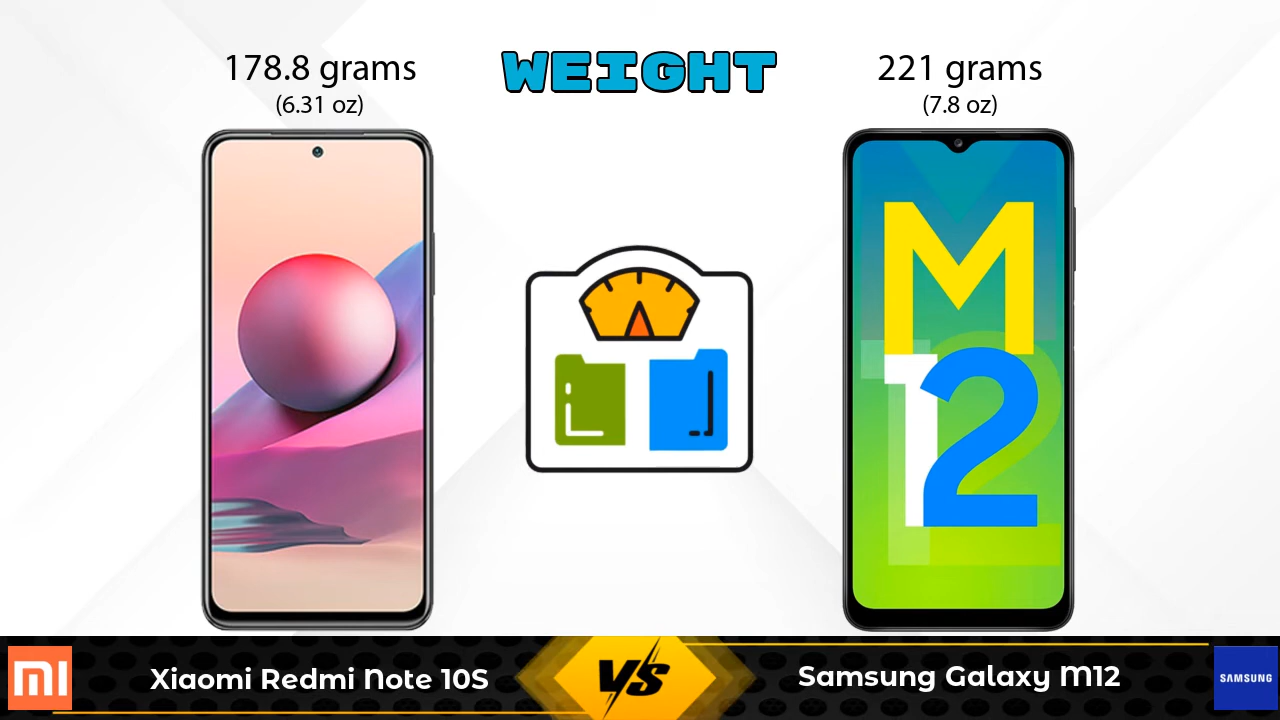 178.8 grams
(6.31 oz)
WEIGHT
221 grams
(7.8 oz)
M
12
mi
Xiaomi Redmi Note 10S
VS
Samsung Galaxy M12
SAMSUNG